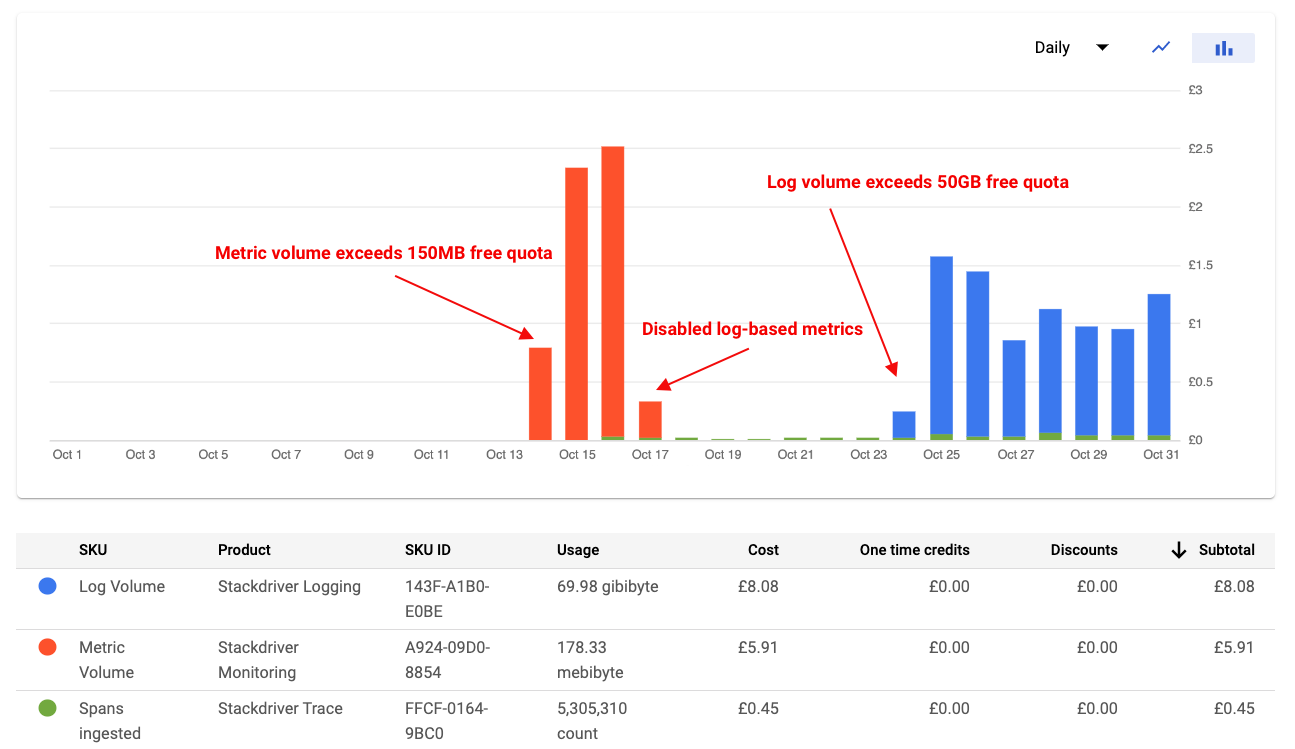 Daily
£3
£2.5
Log volume exceeds 50GB free quota
£2
Metric volume exceeds 150MB free quota
£1.5
Disabled log-based metrics
£1
£0.5
£0
Oct 1 Oct 3 Oct 5 Oct 7 Oct 9 Oct 11 Oct 13 Oct 15 Oct 17 Oct 19 Oct 21 Oct 23 Oct 25 Oct 27 Oct 29 Oct 31
SKU Product SKU ID Usage Cost One time credits Discounts Subtotal
Log Volume Stackdriver Logging 143F-A1B0- 69.98 gibibyte £8.08 £0.00 £0.00 £8.08
E0BE
Metric Stackdriver A924-09D0- 178.33 £5.91 £0.00 £0.00 £5.91
Volume Monitoring 8854 mebibyte
Spans Stackdriver Trace FFCF-0164- 5,305,310 £0.45 £0.00 £0.00 £0.45
ingested 9BC0 count